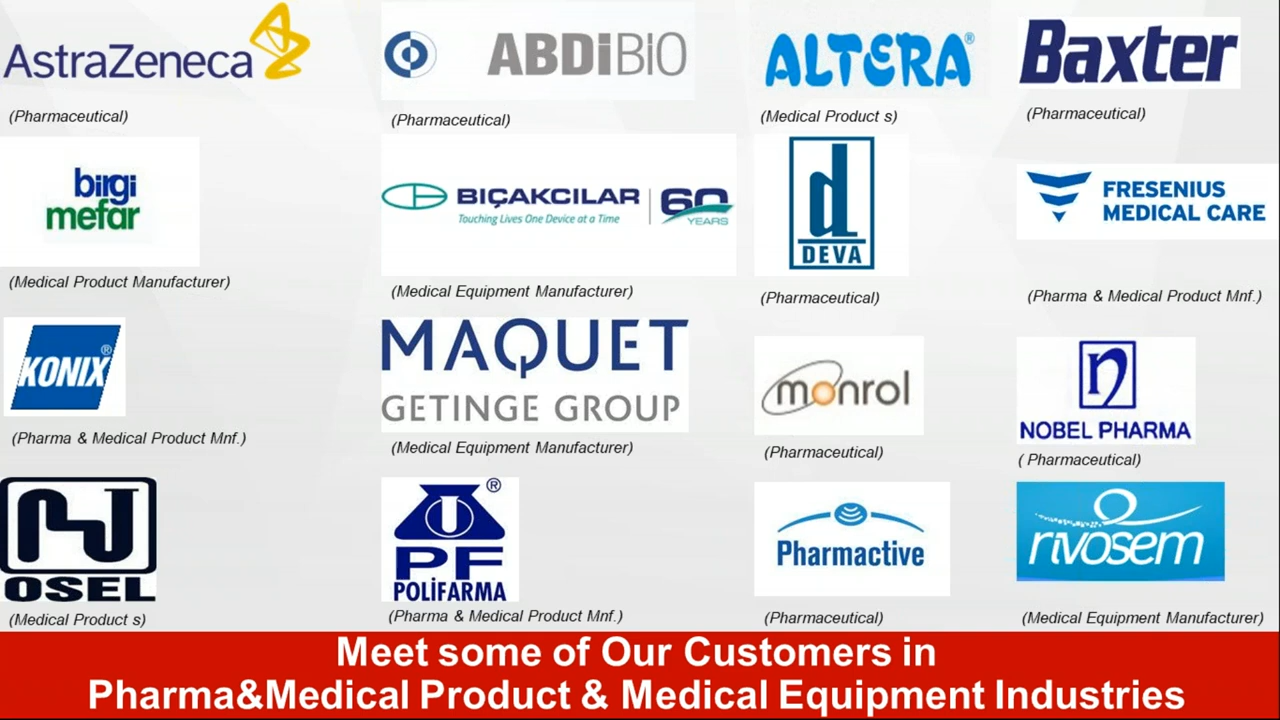 AstraZeneca
(Pharmaceutical)
ABDiBiO
(Pharmaceutical)
ALTERA®
(Medical Product s)
Baxter
(Pharmaceutical)
birgi
mefar
(Medical Product Manufacturer)
BIÇAKCILAR
Touching Lives One Device at a Time
60
YEARS
(Medical Equipment Manufacturer)
d
DEVA
(Pharmaceutical)
FRESENIUS
MEDICAL CARE
(Pharma & Medical Product Mnf.)
KONIX®
(Pharma & Medical Product Mnf.)
MAQUET
GETINGE GROUP
(Medical Equipment Manufacturer)
monrol
(Pharmaceutical)
NOBEL PHARMA
( Pharmaceutical)
OSEL
(Medical Product s)
®
PF
POLİFARMA
(Pharma & Medical Product Mnf.)
Pharmactive
(Pharmaceutical)
rivosem
(Medical Equipment Manufacturer)
Meet some of Our Customers in
Pharma&Medical Product & Medical Equipment Industries